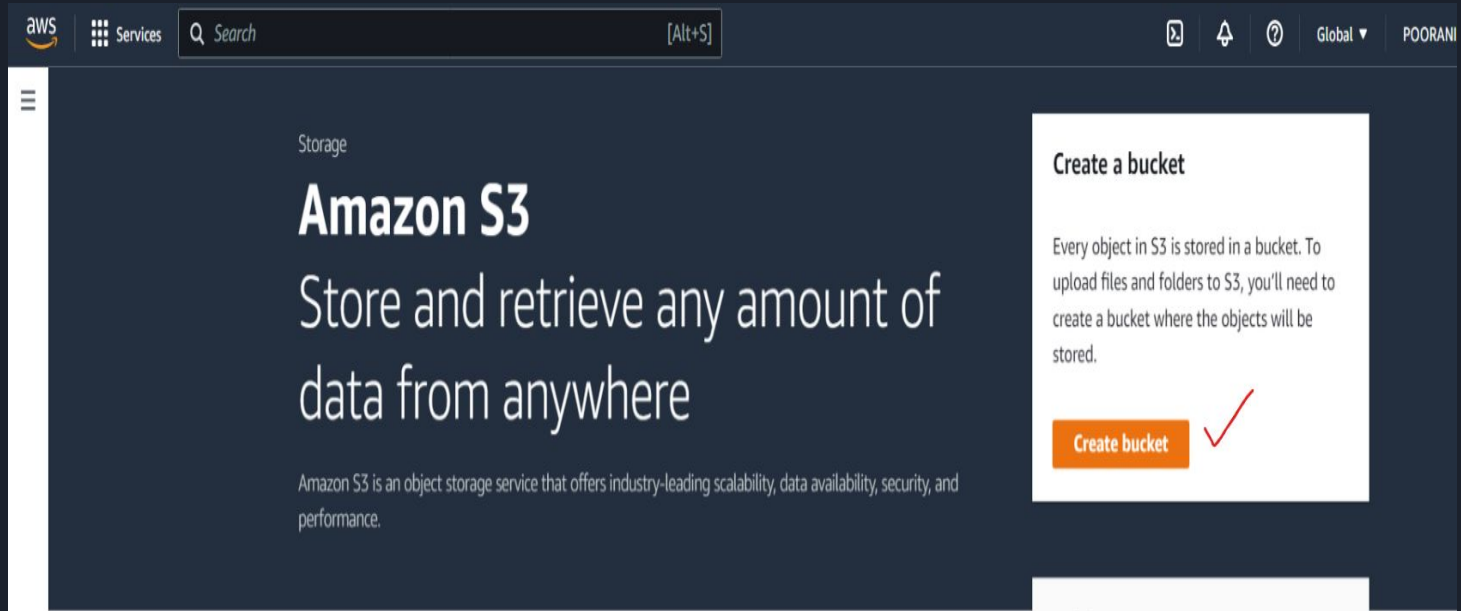 aws
Services
Search
[Alt+S]
Global
POORANI
Storage
Amazon S3
Store and retrieve any amount of
data from anywhere
Amazon S3 is an object storage service that offers industry-leading scalability, data availability, security, and
performance.
Create a bucket
Every object in S3 is stored in a bucket. To
upload files and folders to S3, you'll need to
create a bucket where the objects will be
stored.
Create bucket